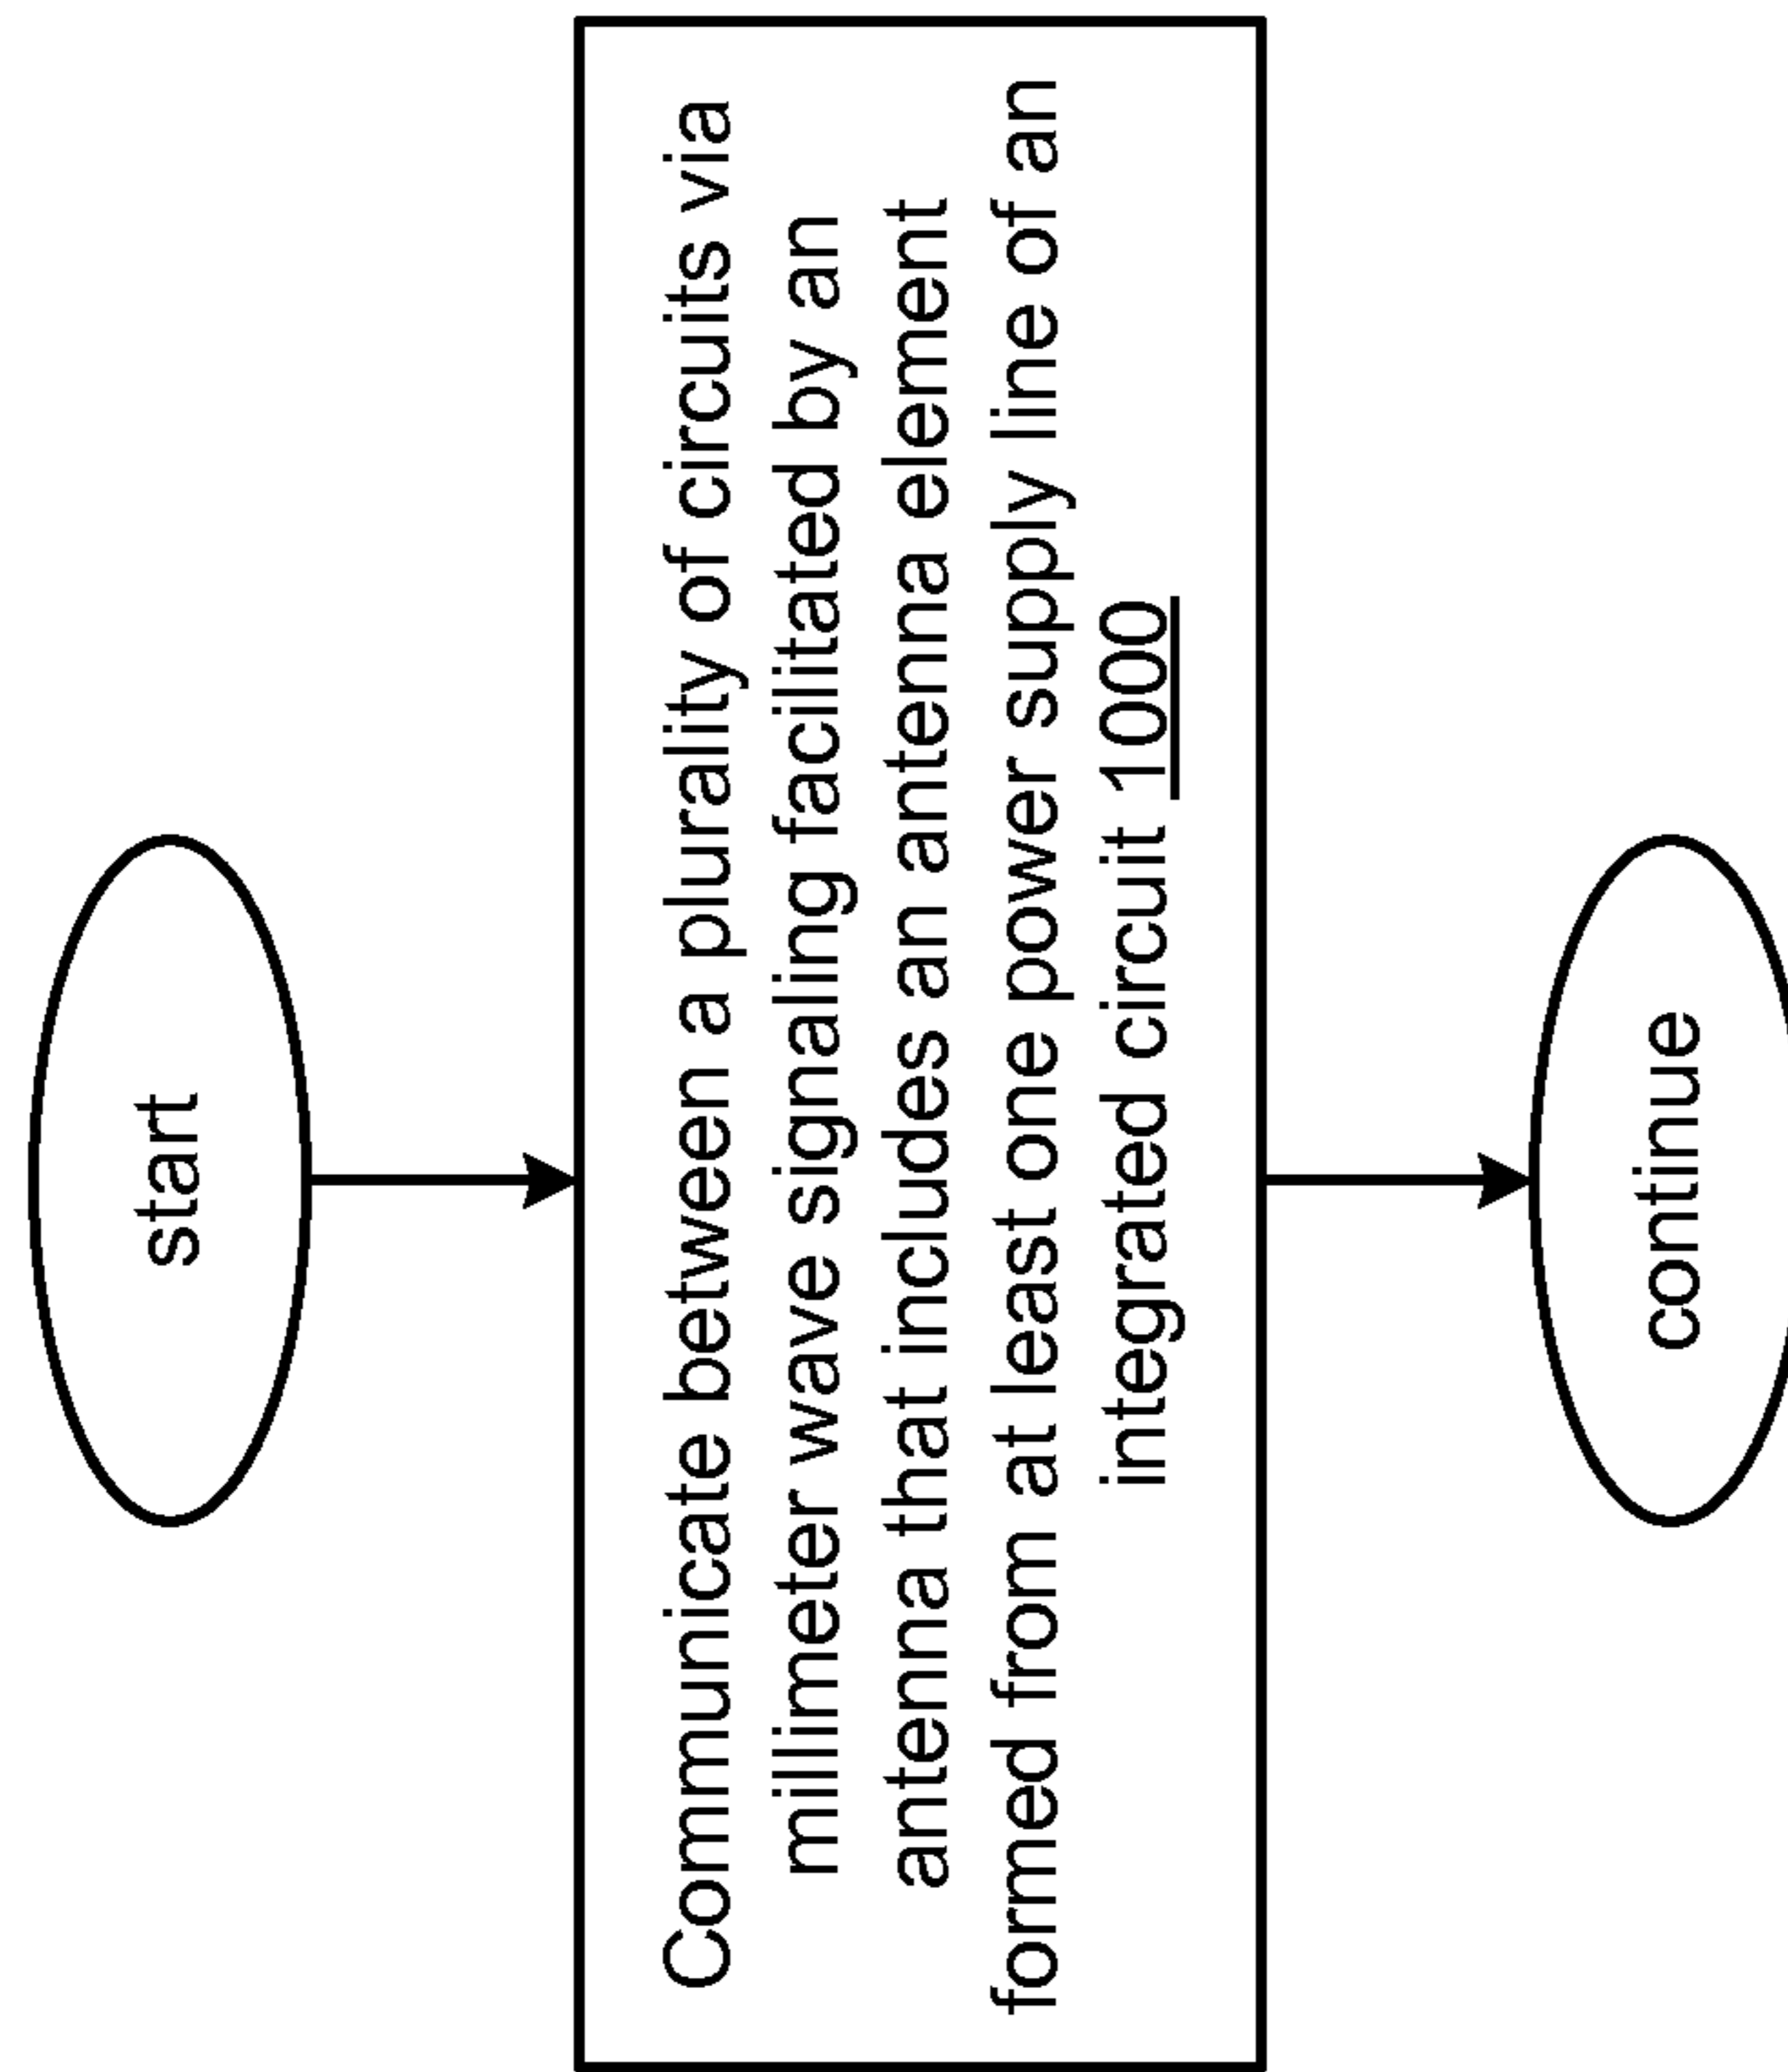 start
Communicate between a plurality of circuits via
millimeter wave signaling facilitated by an
antenna that includes an antenna element
formed from at least one power supply line of an
integrated circuit 1000
continue